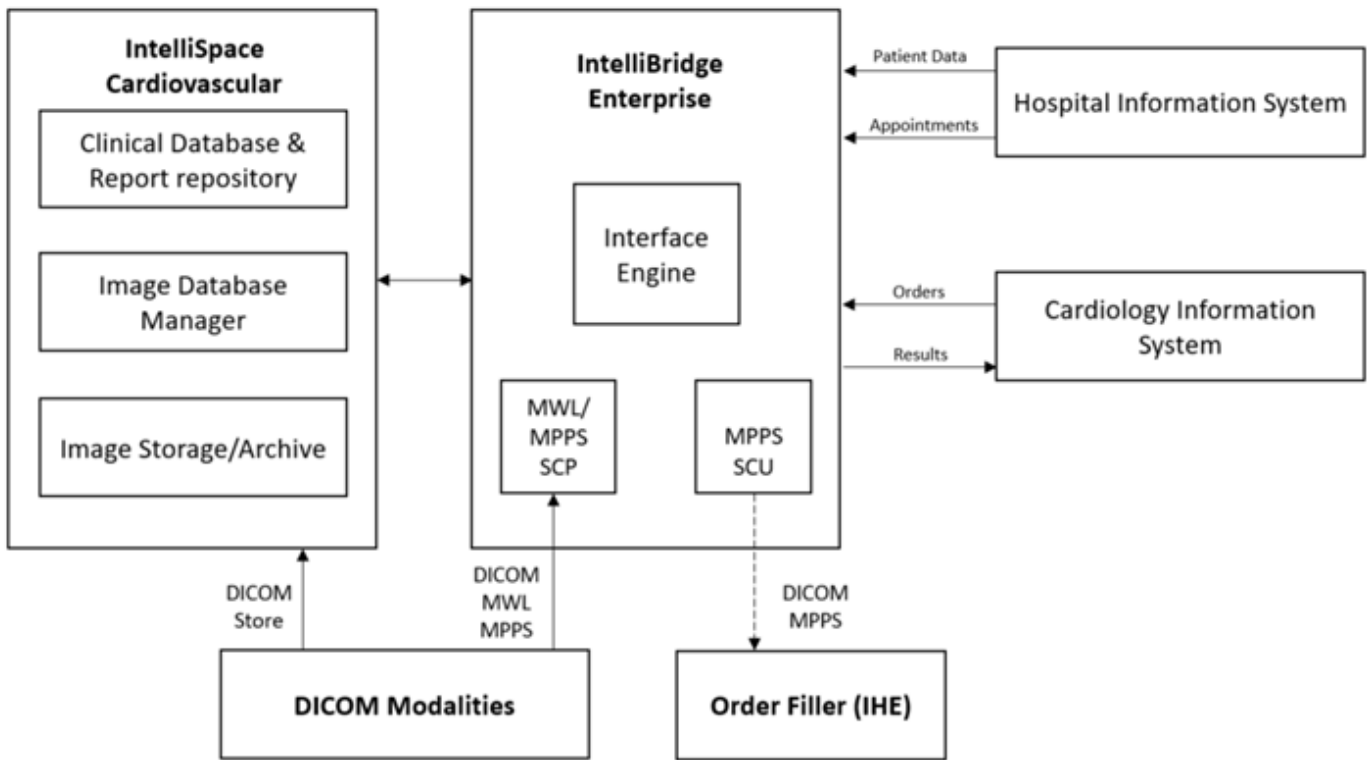 IntelliSpace
Cardiovascular
Clinical Database &
Report repository
Image Database
Manager
Image Storage/Archive
IntelliBridge
Enterprise
Interface
Engine
MWL/
MPPS
SCP
MPPS
SCU
Patient Data
Appointments
Hospital Information System
Orders
Results
Cardiology Information
System
DICOM
Store
DICOM
MWL
MPPS
DICOM
MPPS
DICOM Modalities
Order Filler (IHE)